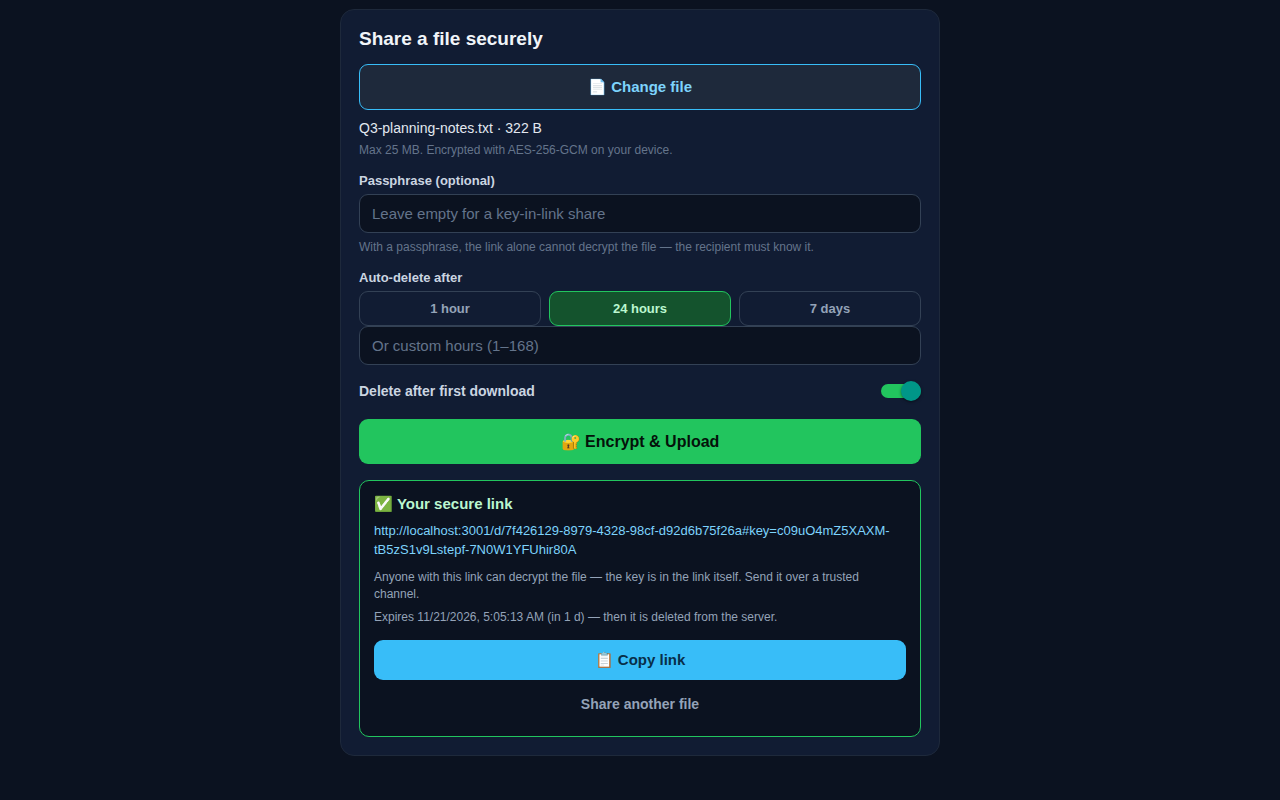 Share a file securely
📄 Change file
Q3-planning-notes.txt · 322 B
Max 25 MB. Encrypted with AES-256-GCM on your device.
Passphrase (optional)
Leave empty for a key-in-link share
With a passphrase, the link alone cannot decrypt the file — the recipient must know it.
Auto-delete after
1 hour 24 hours 7 days
Or custom hours (1–168)
Delete after first download
🔐 Encrypt & Upload
✅ Your secure link
http://localhost:3001/d/7f426129-8979-4328-98cf-d92d6b75f26a#key=c09uO4mZ5XAXM-
tB5zS1v9Lstepf-7N0W1YFUhir80A
Anyone with this link can decrypt the file — the key is in the link itself. Send it over a trusted
channel.
Expires 11/21/2026, 5:05:13 AM (in 1 d) — then it is deleted from the server.
📋 Copy link
Share another file